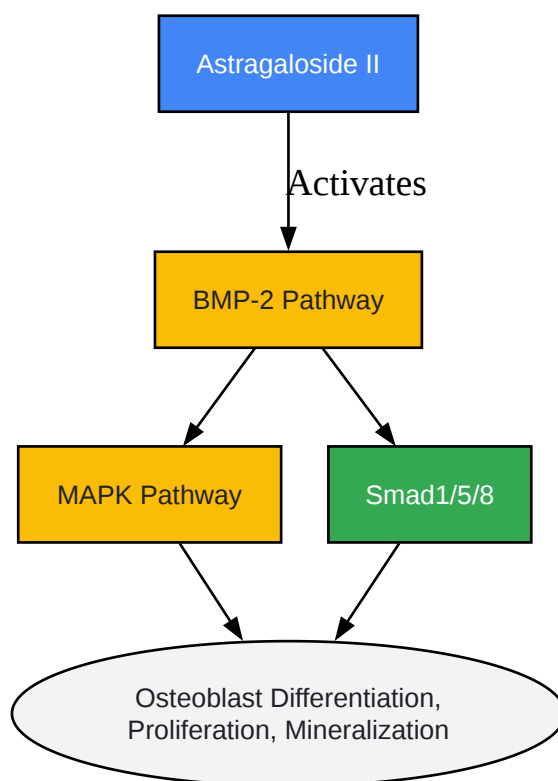 Astragaloside II
Activates
BMP-2 Pathway
MAPK Pathway
Smad1/5/8
Osteoblast Differentiation,
Proliferation, Mineralization